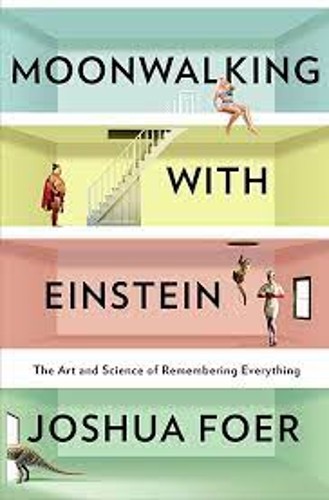 MOONWALKING
WITH
EINSTEIN
The Art and Science of Remembering Everything
JOSHUA FOER